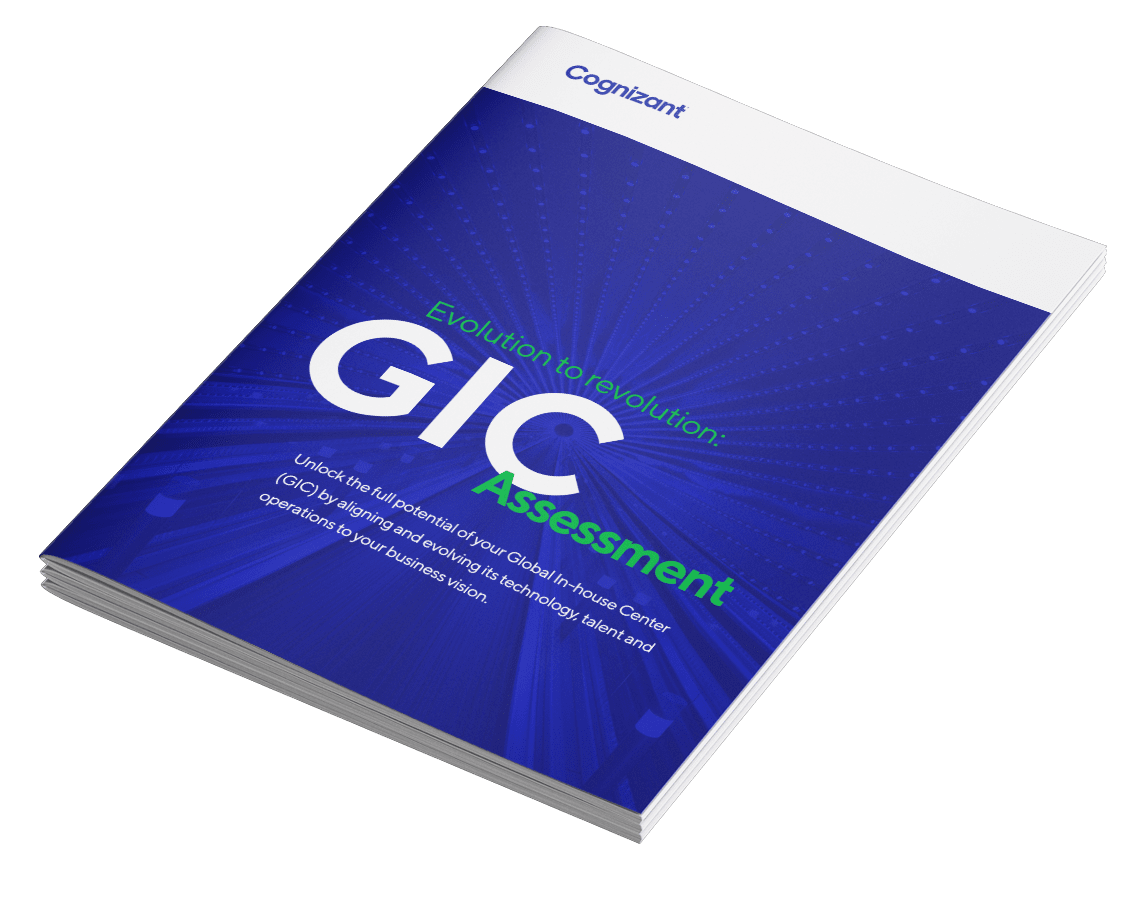 Cognizant
Evolution to revolution:
GIC
Assessment
Unlock the full potential of your Global In-house Center
(GIC) by aligning and evolving its technology, talent and
operations to your business vision.